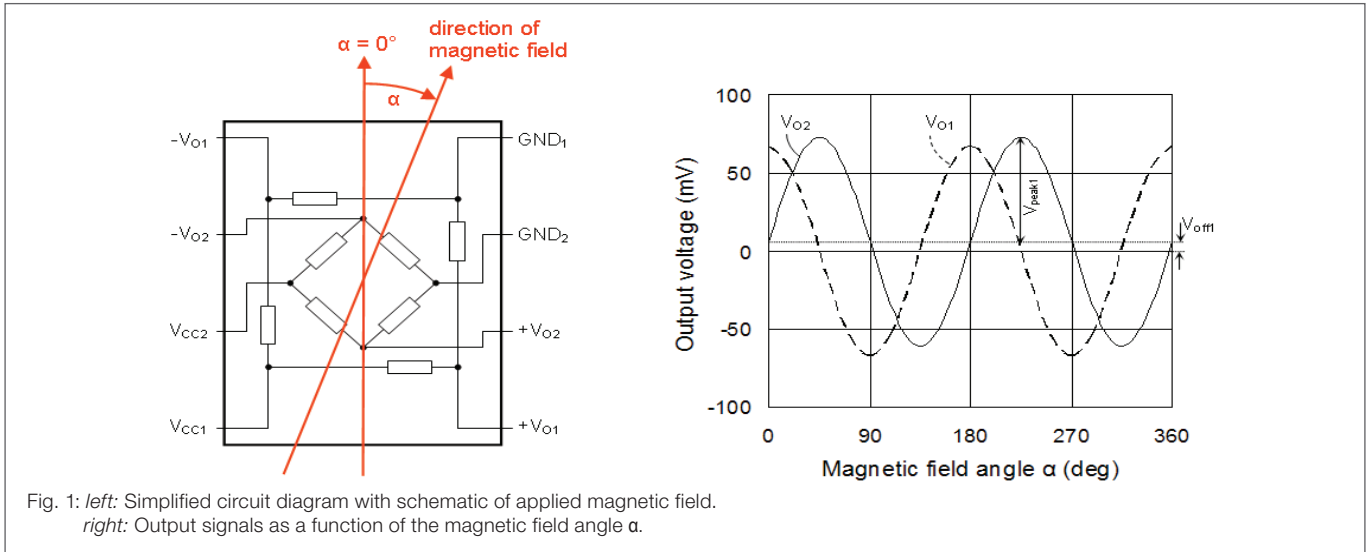 α = 0°
direction of
magnetic field
α
-VO1
GND1
-VO2
GND2
VCC2
+VO2
VCC1
+VO1
100
50
0
-50
-100
Output voltage (mV)
VO2
VO1
Vpeak1
Voff1
0
90
180
270
360
Magnetic field angle α (deg)
Fig. 1: left: Simplified circuit diagram with schematic of applied magnetic field.
right: Output signals as a function of the magnetic field angle α.